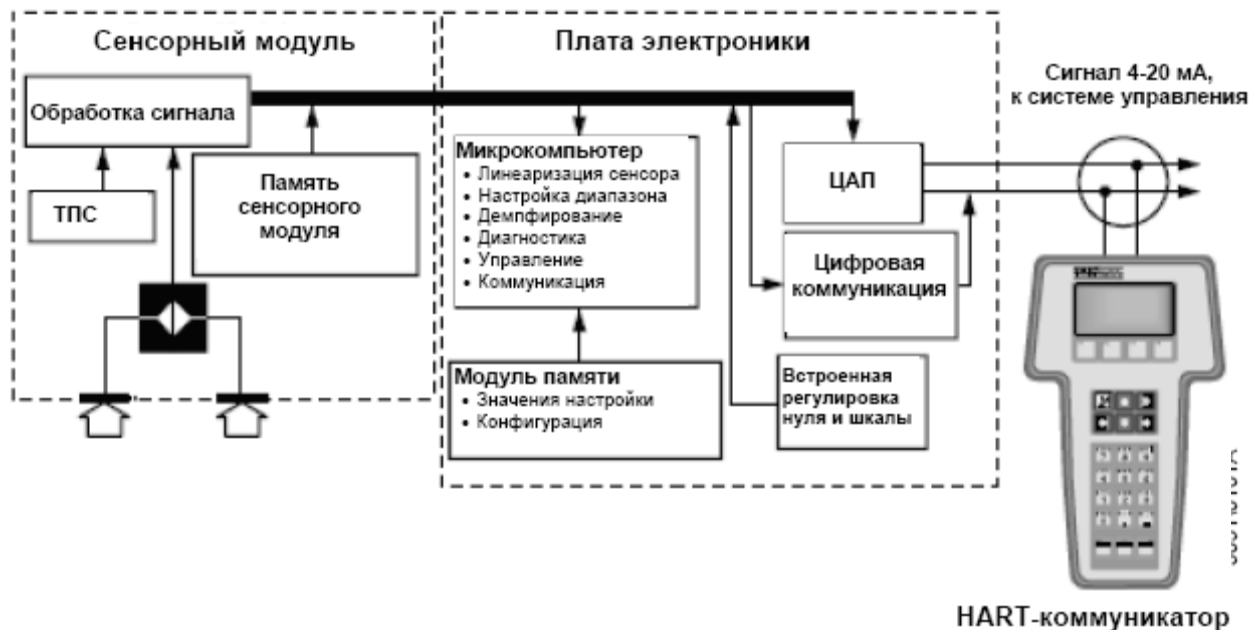 Сенсорный модуль
Обработка сигнала
ТПС
Память
сенсорного
модуля
Плата электроники
Микрокомпьютер
• Линеаризация сенсора
• Настройка диапазона
• Демпфирование
• Диагностика
• Управление
• Коммуникация
Модуль памяти
• Значения настройки
• Конфигурация
ЦАП
Цифровая
коммуникация
Встроенная
регулировка
нуля и шкалы
Сигнал 4-20 мА,
к системе управления
HART-коммуникатор